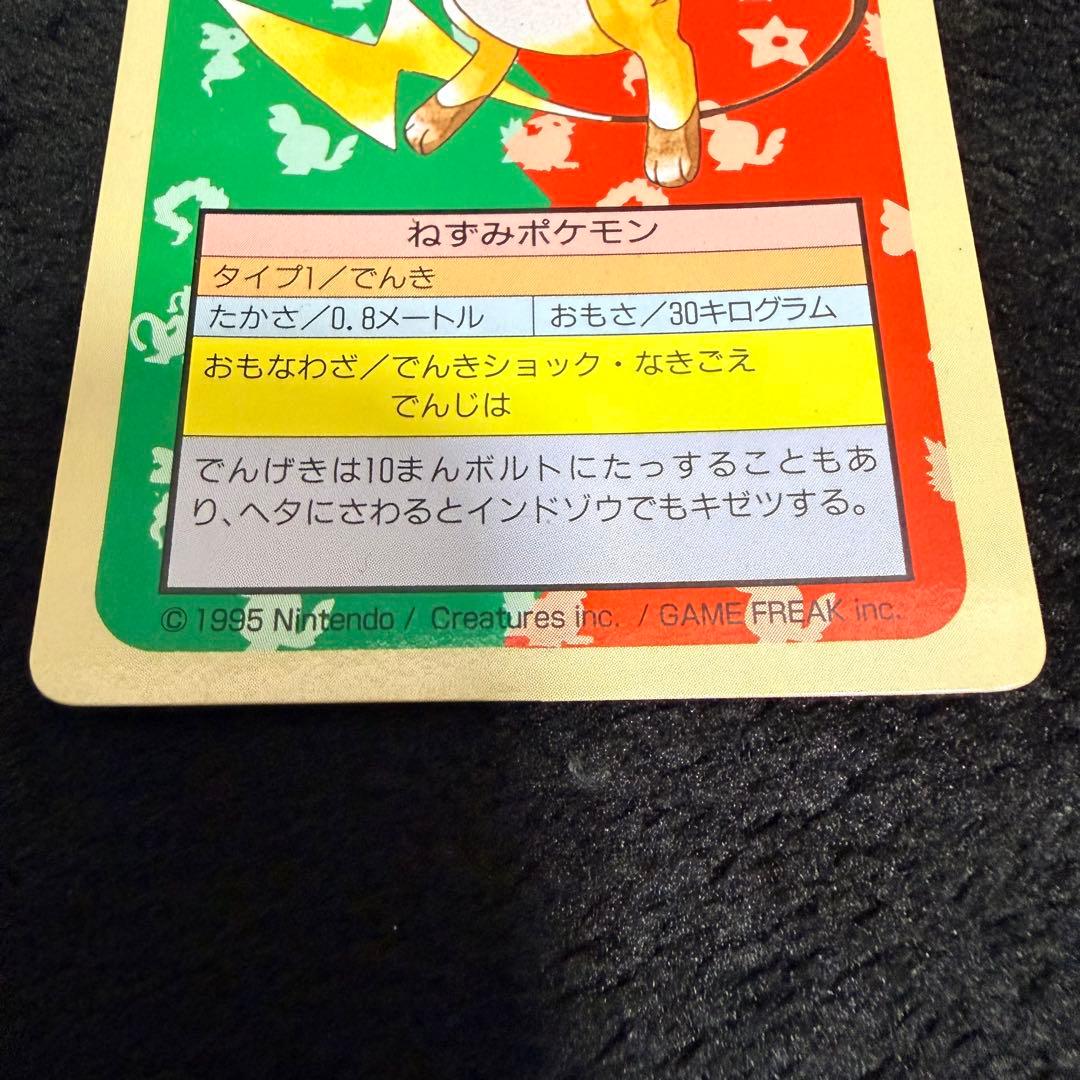 ねずみポケモン
タイプ1／でんき
たかさ／0.8メートル おもさ／30キログラム
おもなわざ／でんきショック・なきごえ
でんじは
でんげきは10まんボルトにたっすることもあ
り、ヘタにさわるとインドゾウでもキゼツする。
© 1995 Nintendo / Creatures inc. / GAME FREAK inc.